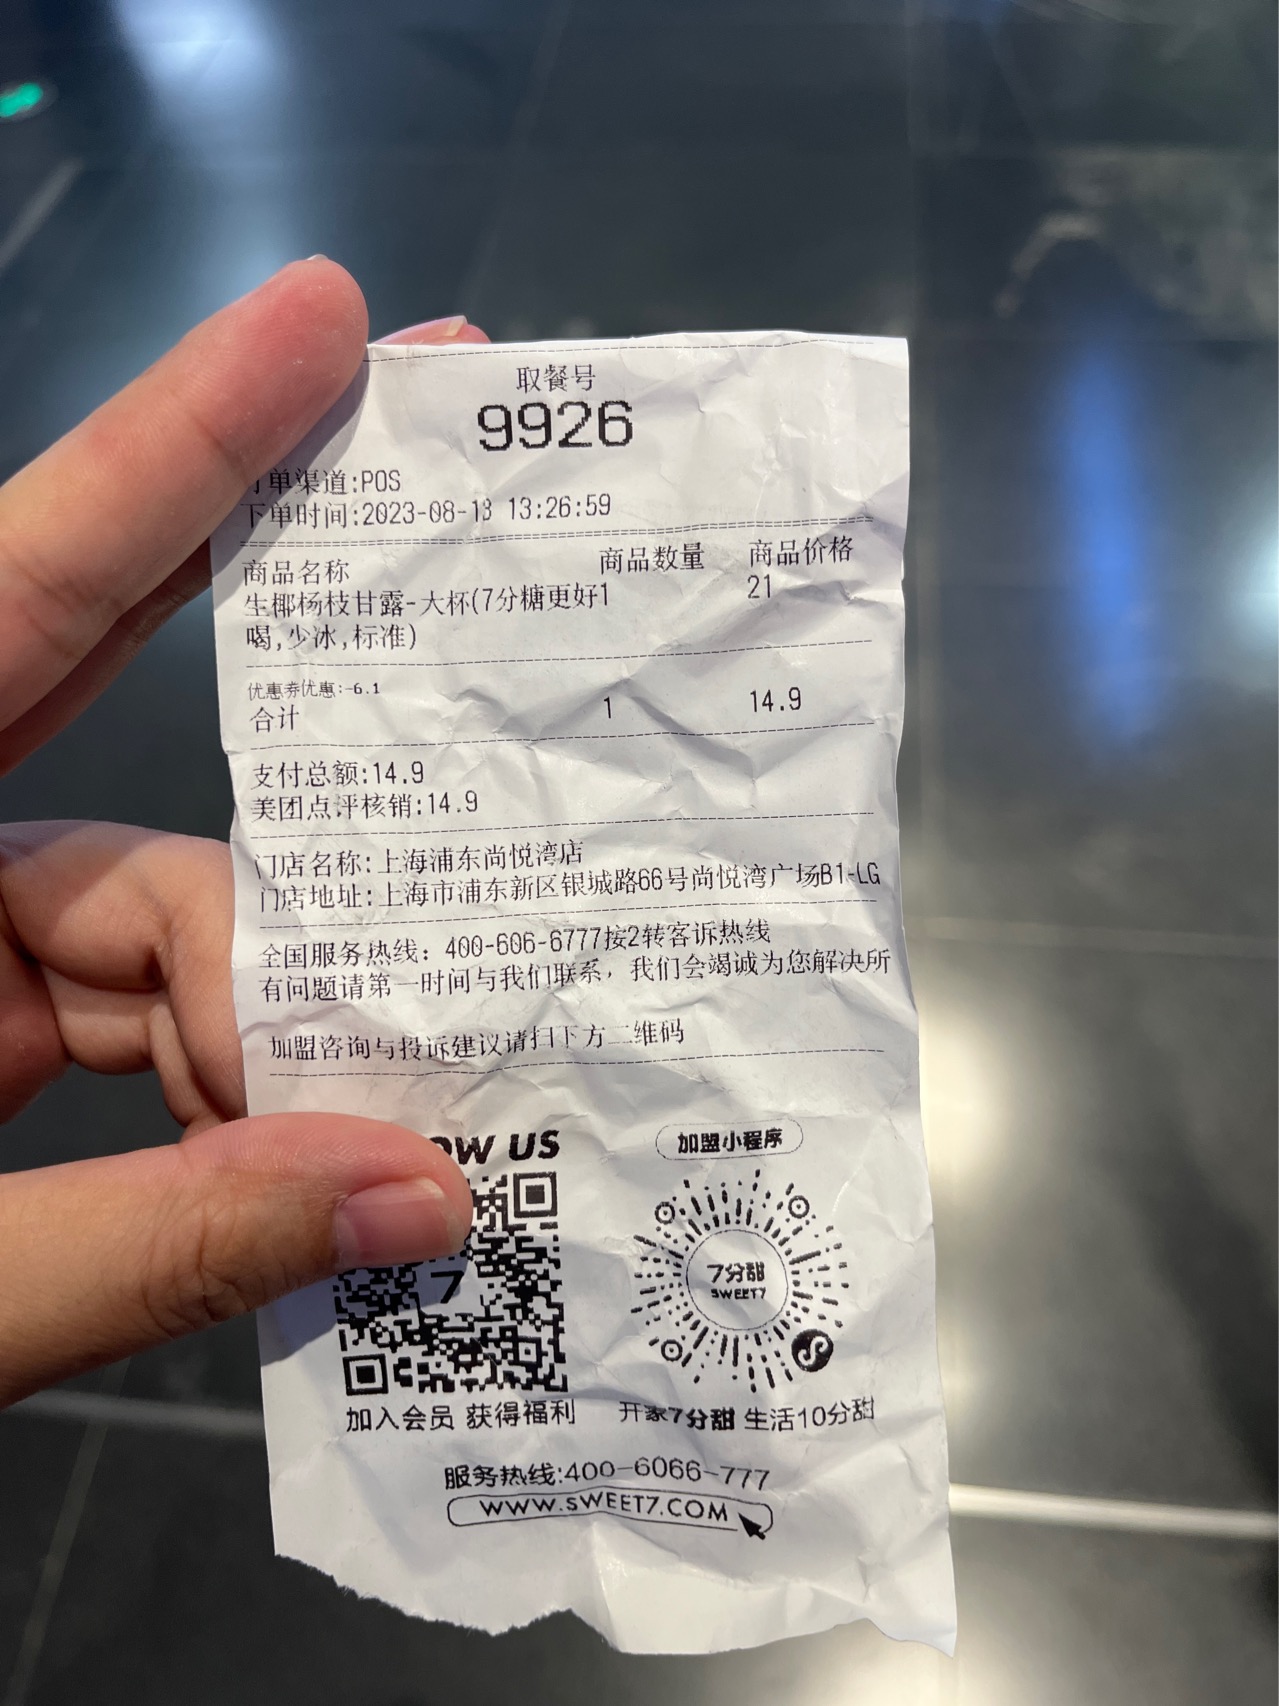 取餐号
9926
单渠道:POS
下单时间:2023-08-13 13:26:59
商品名称 商品数量 商品价格
生椰杨枝甘露-大杯(7分糖更好1 21
喝,少冰,标准)
优惠券优惠:-6.1
合计 1 14.9
支付总额:14.9
美团点评核销:14.9
门店名称:上海浦东尚悦湾店
门店地址:上海市浦东新区银城路66号尚悦湾广场B1-LG
全国服务热线：400-606-6777按2转客诉热线
有问题请第一时间与我们联系，我们会竭诚为您解决所
加盟咨询与投诉建议请扫下方二维码
OW US
加盟小程序
7
7分甜
SWEET7
加入会员 获得福利
开家7分甜 生活10分甜
服务热线:400-6066-777
WWW.SWEET7.COM